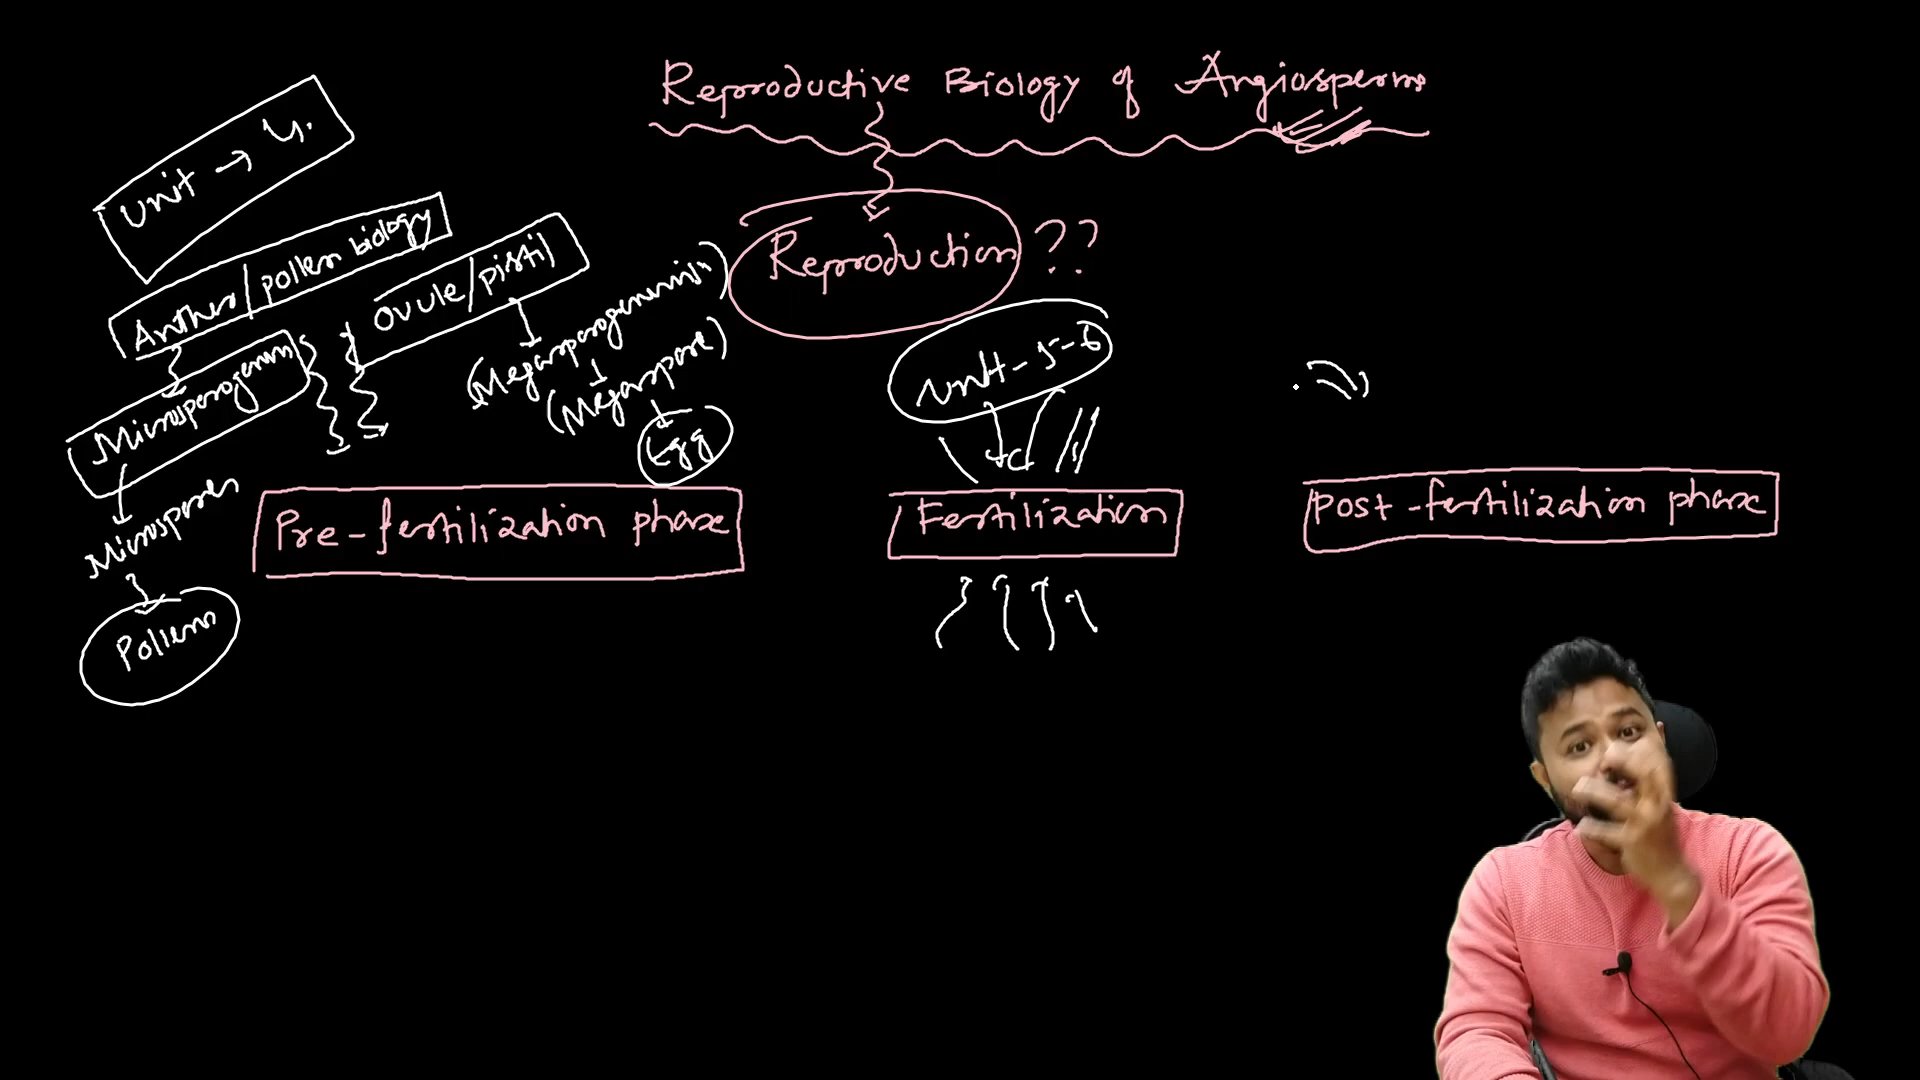 Reproductive Biology of Angiosperms
Unit → 4.
Anther/pollen biology
Ovule/pistil
Reproduction ??
Microsporogenesis
(Megasporogenesis)
(Megaspore)
Egg
Unit-5-6
Microspores
Pollen
Pre-fertilization phase
Fertilization
Post-fertilization phase